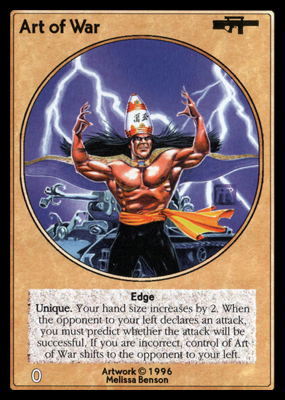 Art of War
Edge
Unique. Your hand size increases by 2. When
the opponent to your left declares an attack,
you must predict whether the attack will be
successful. If you are incorrect, control of Art
of War shifts to the opponent to your left.
0
Artwork © 1996
Melissa Benson